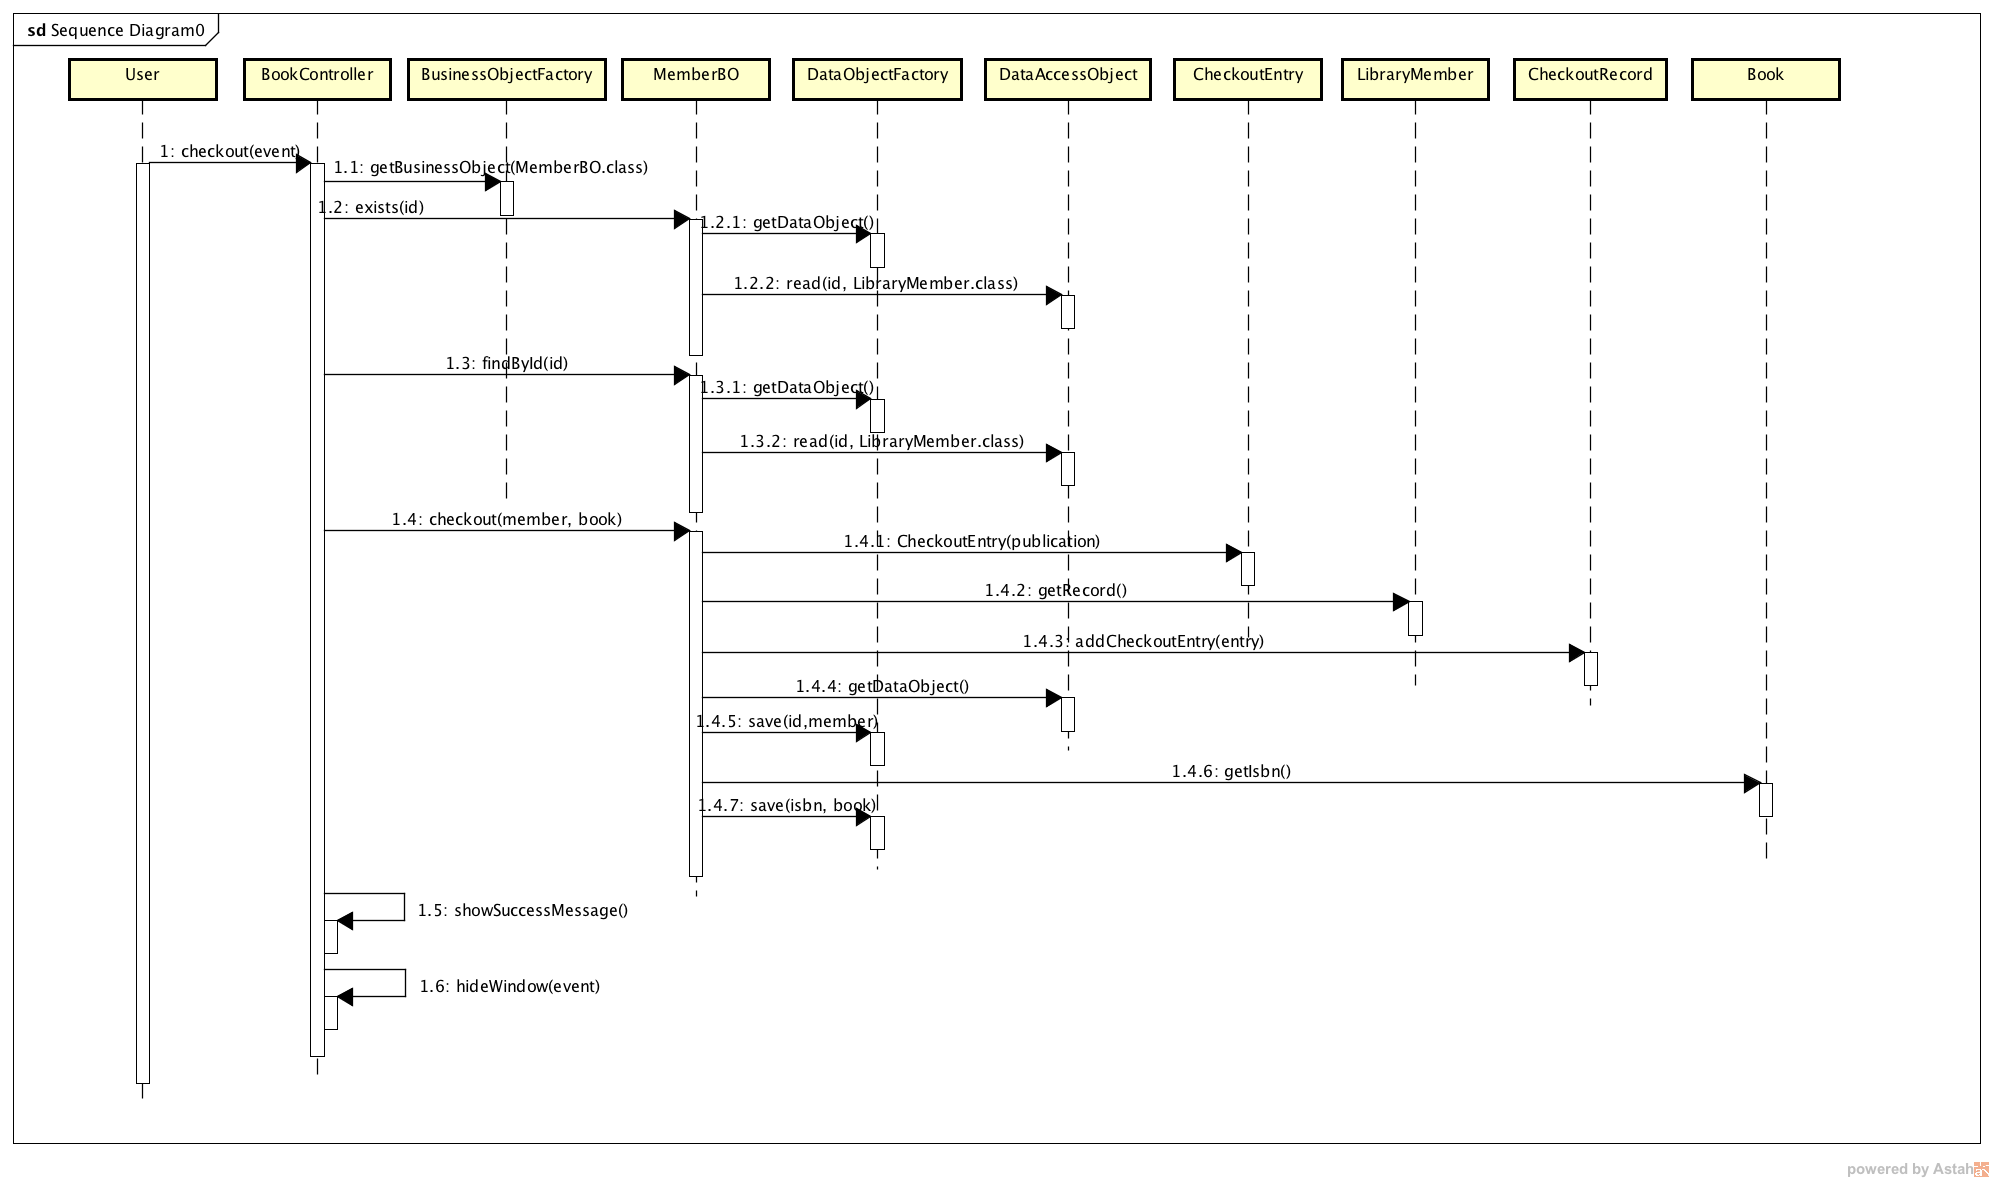 sd Sequence Diagram0
User
BookController
BusinessObjectFactory
MemberBO
DataObjectFactory
DataAccessObject
CheckoutEntry
LibraryMember
CheckoutRecord
Book
1: checkout(event)
1.1: getBusinessObject(MemberBO.class)
1.2: exists(id)
1.2.1: getDataObject()
1.2.2: read(id, LibraryMember.class)
1.3: findById(id)
1.3.1: getDataObject()
1.3.2: read(id, LibraryMember.class)
1.4: checkout(member, book)
1.4.1: CheckoutEntry(publication)
1.4.2: getRecord()
1.4.3: addCheckoutEntry(entry)
1.4.4: getDataObject()
1.4.5: save(id,member)
1.4.6: getIsbn()
1.4.7: save(isbn, book)
1.5: showSuccessMessage()
1.6: hideWindow(event)
powered by Astah